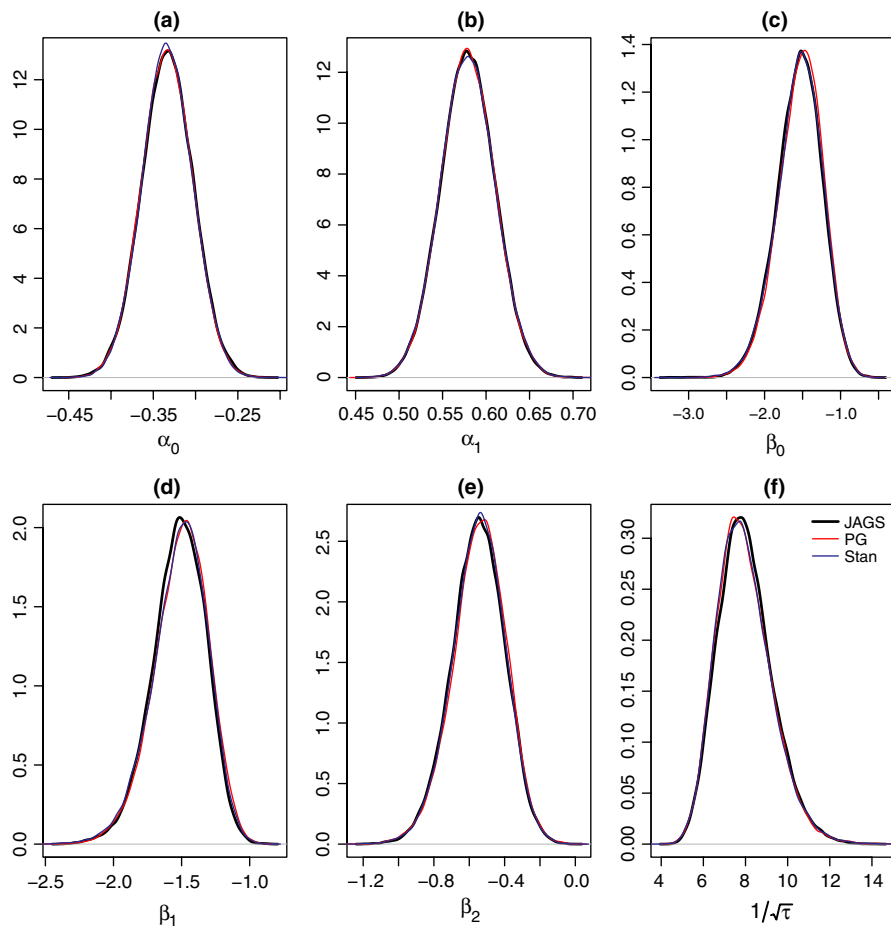 (a)
0 2 4 6 8 10 12
−0.45 −0.35 −0.25
α0
(b)
0 2 4 6 8 10 12
0.45 0.50 0.55 0.60 0.65 0.70
α1
(c)
0.0 0.2 0.4 0.6 0.8 1.0 1.2 1.4
−3.0 −2.0 −1.0
β0
(d)
0.0 0.5 1.0 1.5 2.0
−2.5 −2.0 −1.5 −1.0
β1
(e)
0.0 0.5 1.0 1.5 2.0 2.5
−1.2 −0.8 −0.4 0.0
β2
(f)
JAGS
PG
Stan
0.00 0.05 0.10 0.15 0.20 0.25 0.30
4 6 8 10 12 14
1/√τ